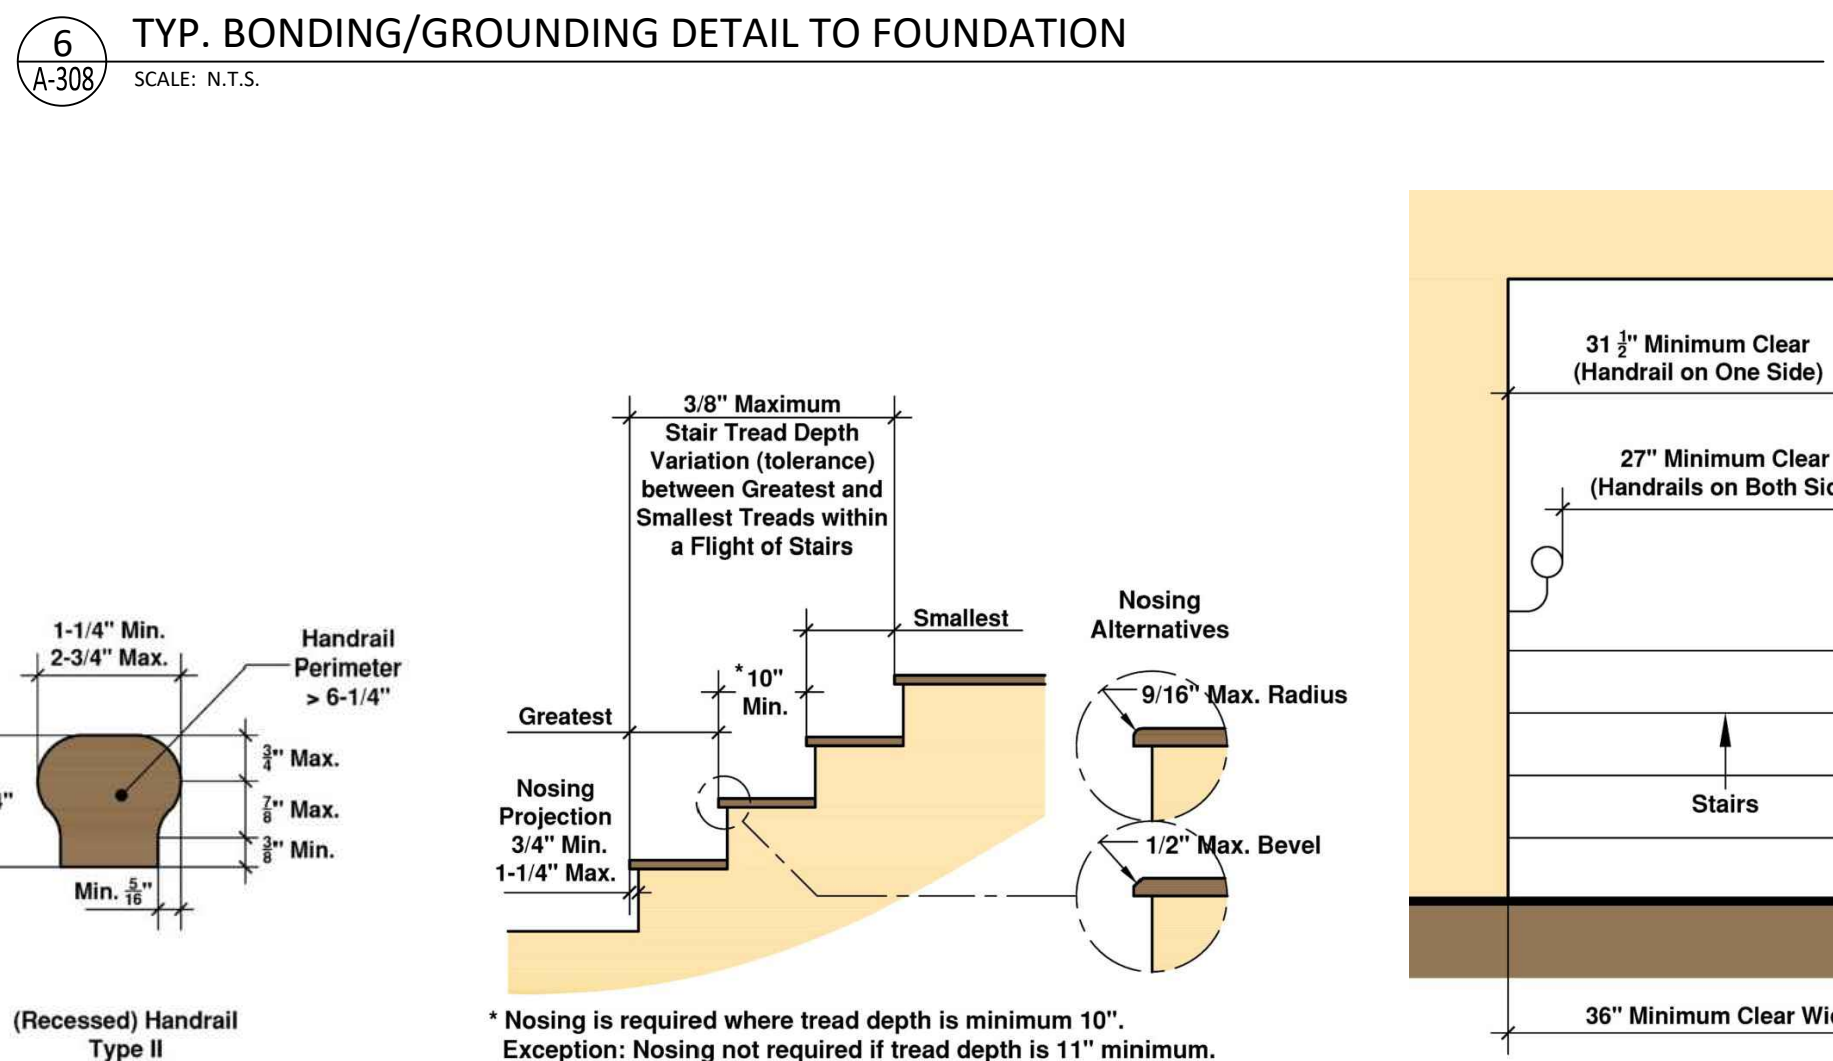 6
A-308
TYP. BONDING/GROUNDING DETAIL TO FOUNDATION
SCALE: N.T.S.
1-1/4" Min.
2-3/4" Max.
Handrail
Perimeter
> 6-1/4"
3/4" Max.
7/8" Max.
3/8" Min.
Min. 5/16"
(Recessed) Handrail
Type II
3/8" Maximum
Stair Tread Depth
Variation (tolerance)
between Greatest and
Smallest Treads within
a Flight of Stairs
Smallest
* 10"
Min.
Greatest
Nosing
Projection
3/4" Min.
1-1/4" Max.
Nosing
Alternatives
9/16" Max. Radius
1/2" Max. Bevel
* Nosing is required where tread depth is minimum 10".
Exception: Nosing not required if tread depth is 11" minimum.
31 1/2" Minimum Clear
(Handrail on One Side)
27" Minimum Clear
(Handrails on Both
Stairs
36" Minimum Clear